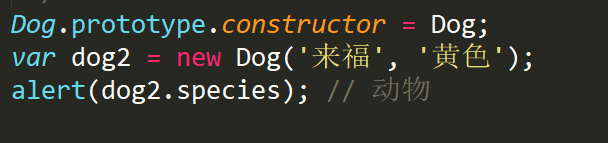 Dog.prototype.constructor = Dog;
var dog2 = new Dog('来福', '黄色');
alert(dog2.species); // 动物